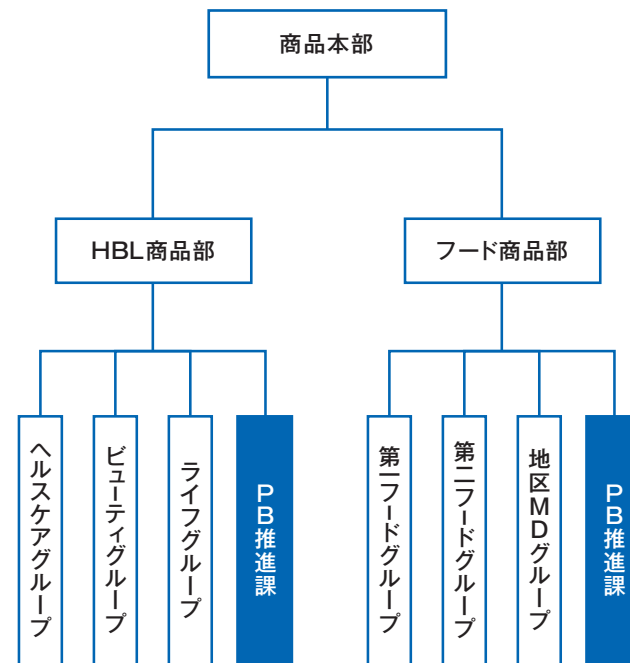 商品本部
HBL商品部
フード商品部
ヘルスケアグループ
ビューティグループ
ライフグループ
PB推進課
第一フードグループ
第二フードグループ
地区MDグループ
PB推進課